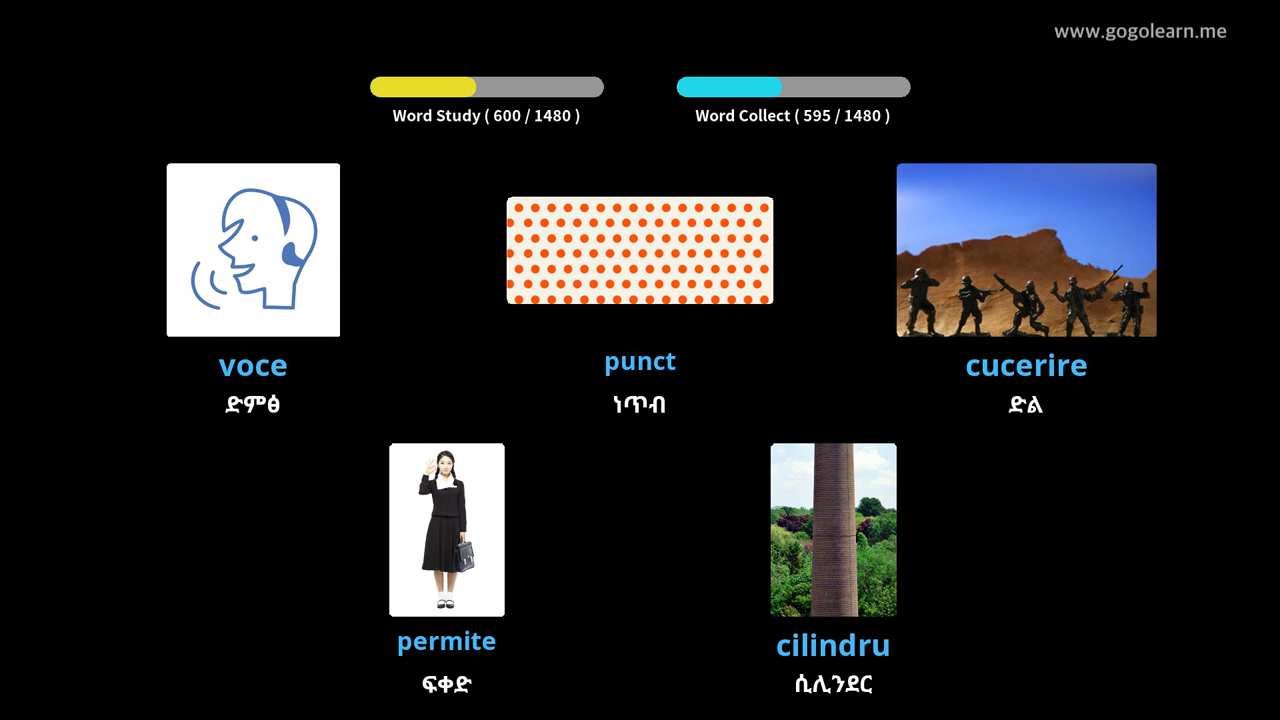 www.gogolearn.me
Word Study ( 600 / 1480 )
Word Collect ( 595 / 1480 )
voce
ድምፅ
punct
ነጥብ
cucerire
ድል
permite
ፍቀድ
cilindru
ሲሊንደር